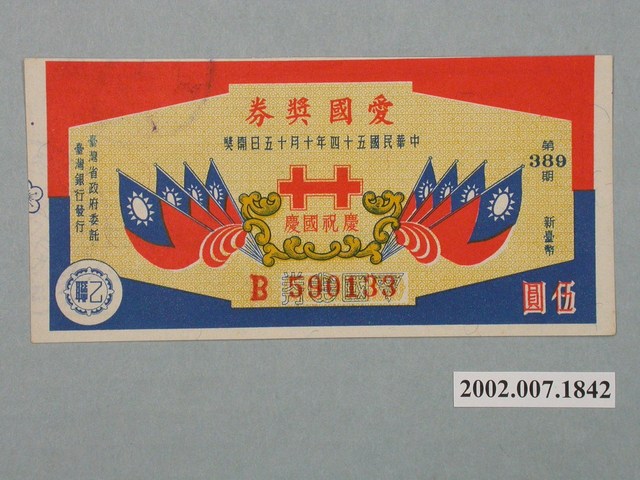 愛國獎券
中華民國五十四年十月十五日開獎
第
389
期
新臺幣
伍圓
慶祝國慶
臺灣省政府委託
臺灣銀行發行
乙聯
B 590133
2002.007.1842